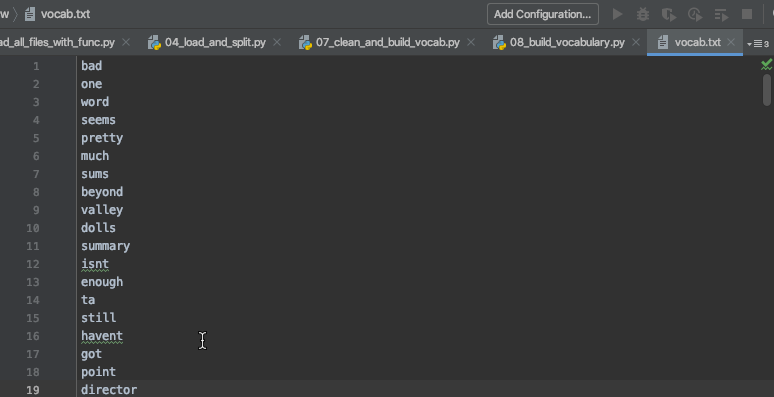 w vocab.txt Add Configuration...
ad_all_files_with_func.py 04_load_and_split.py 07_clean_and_build_vocab.py 08_build_vocabulary.py vocab.txt 3
1 bad
2 one
3 word
4 seems
5 pretty
6 much
7 sums
8 beyond
9 valley
10 dolls
11 summary
12 isnt
13 enough
14 ta
15 still
16 havent
17 got
18 point
19 director